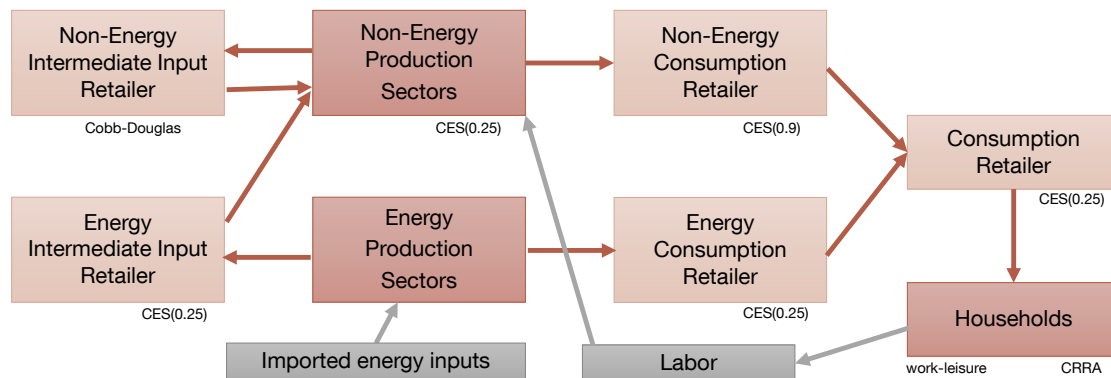 Non-Energy
Intermediate Input
Retailer
Cobb-Douglas
Non-Energy
Production
Sectors
CES(0.25)
Non-Energy
Consumption
Retailer
CES(0.9)
Consumption
Retailer
CES(0.25)
Energy
Intermediate Input
Retailer
CES(0.25)
Energy
Production
Sectors
Energy
Consumption
Retailer
CES(0.25)
Households
work-leisure
CRRA
Imported energy inputs
Labor